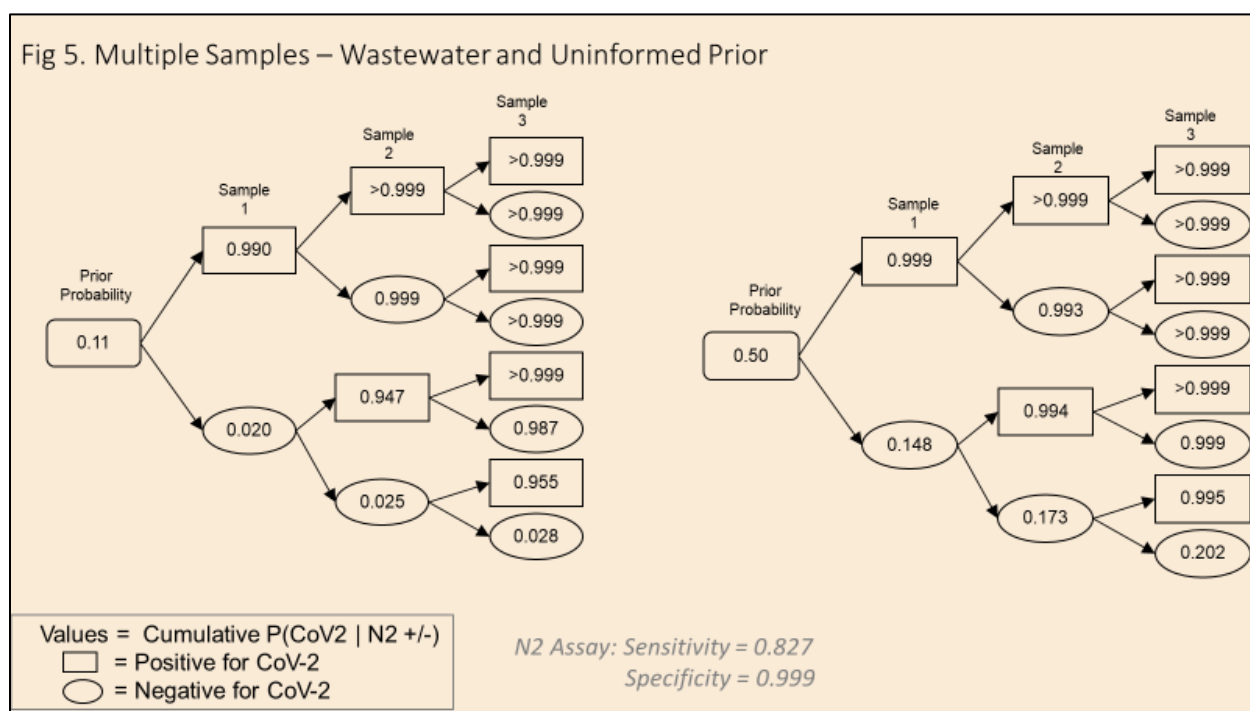 Fig 5. Multiple Samples – Wastewater and Uninformed Prior
Sample
3
Sample
2
Sample
1
Prior
Probability
0.11
0.990
0.020
>0.999
0.999
0.947
0.025
>0.999
>0.999
>0.999
>0.999
>0.999
0.987
0.955
0.028
Sample
3
Sample
2
Sample
1
Prior
Probability
0.50
0.999
0.148
>0.999
0.993
0.994
0.173
>0.999
>0.999
>0.999
>0.999
>0.999
0.999
0.995
0.202
Values = Cumulative P(CoV2 | N2 +/-)
= Positive for CoV-2
= Negative for CoV-2
N2 Assay: Sensitivity = 0.827
Specificity = 0.999